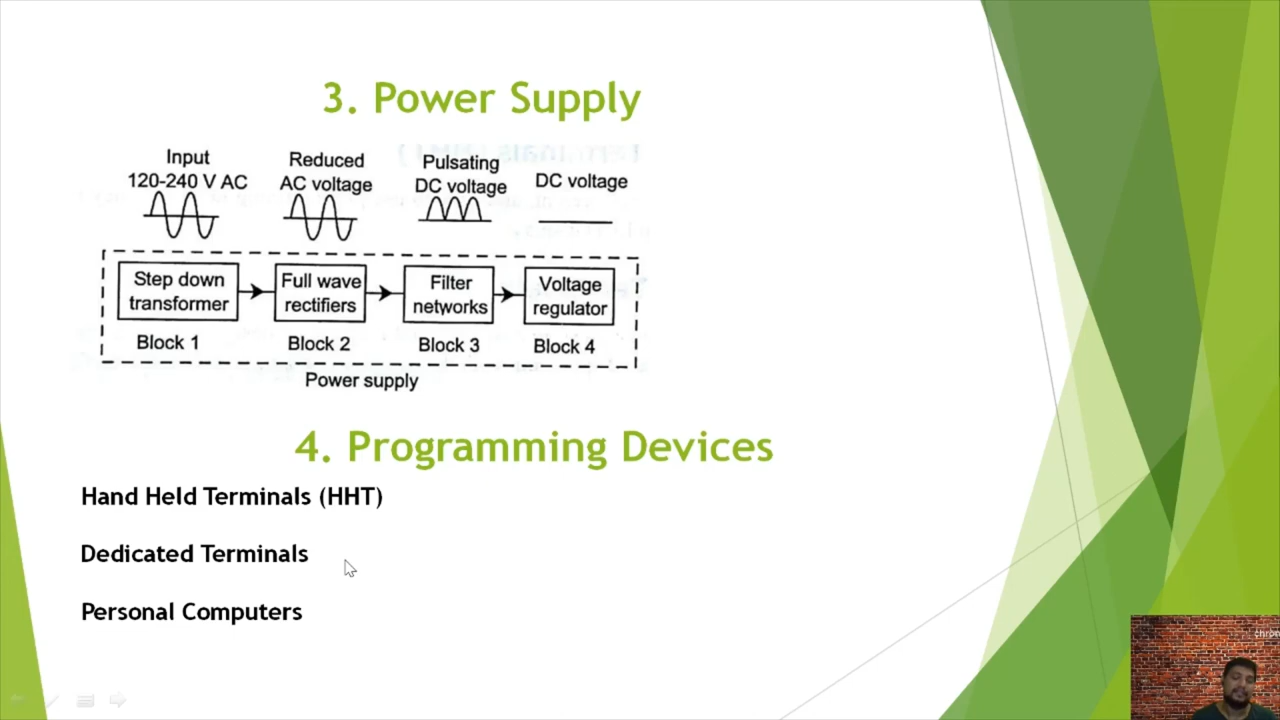 3. Power Supply
Input
120-240 V AC
Reduced
AC voltage
Pulsating
DC voltage
DC voltage
Step down
transformer
Full wave
rectifiers
Filter
networks
Voltage
regulator
Block 1
Block 2
Block 3
Block 4
Power supply
4. Programming Devices
Hand Held Terminals (HHT)
Dedicated Terminals
Personal Computers